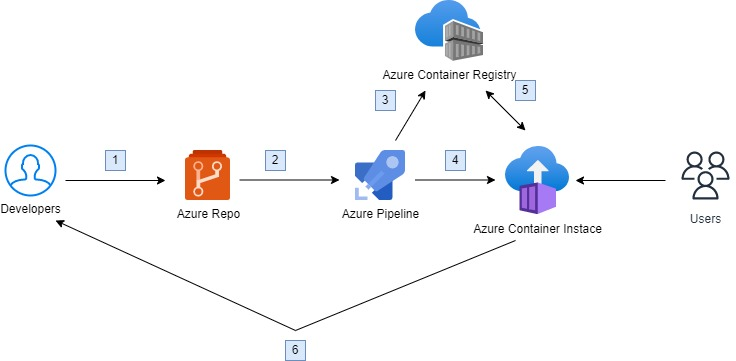 Azure Container Registry
3
5
1
2
4
Developers
Azure Repo
Azure Pipeline
Azure Container Instace
Users
6